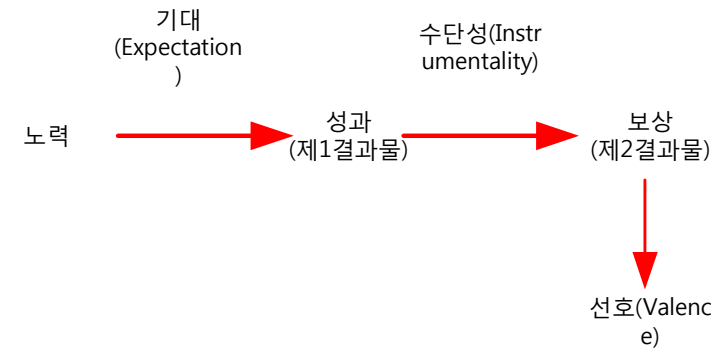 기대
(Expectation
)
수단성(Instr
umentality)
노력
성과
(제1결과물)
보상
(제2결과물)
선호(Valenc
e)